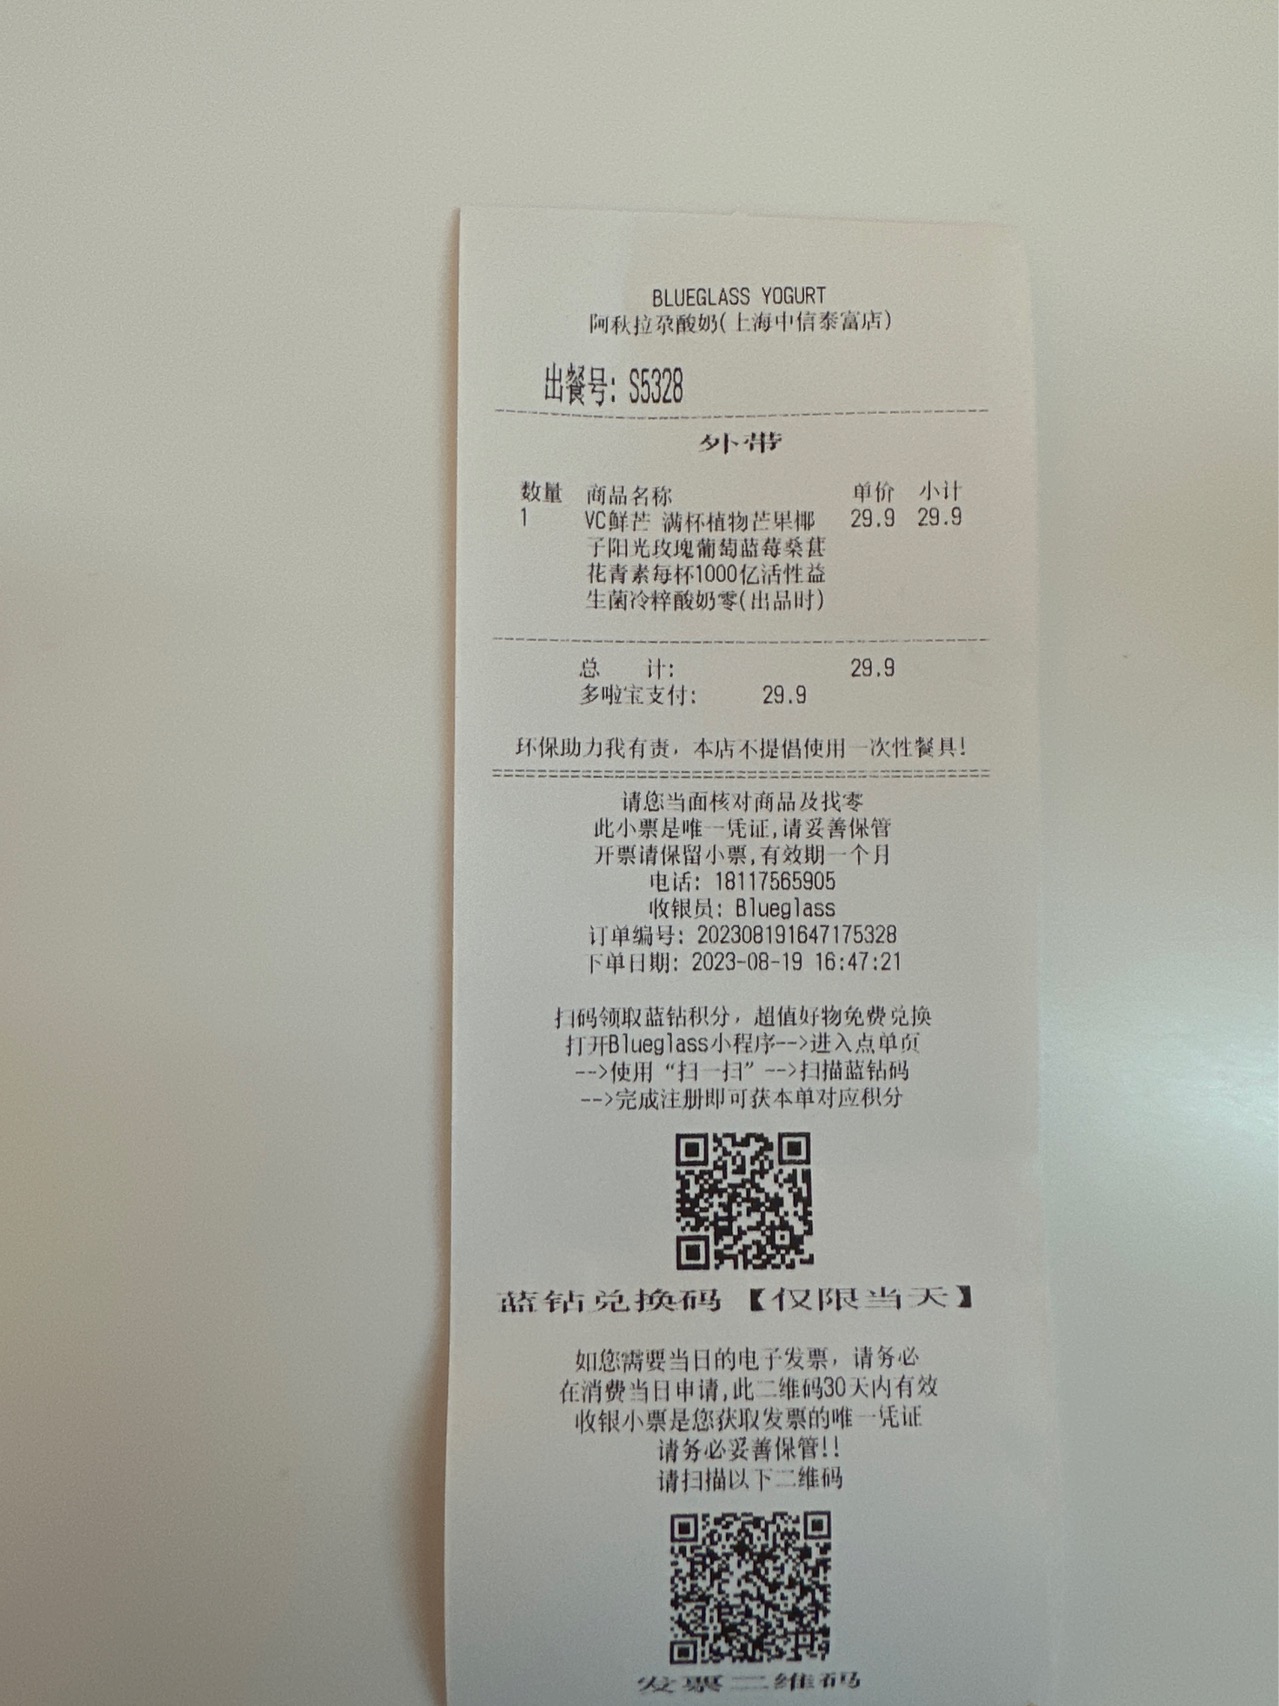 BLUEGLASS YOGURT
阿秋拉尕酸奶(上海中信泰富店)
出餐号: S5328
外带
数量 商品名称 单价 小计
1 VC鲜芒 满杯植物芒果椰 29.9 29.9
子阳光玫瑰葡萄蓝莓桑葚
花青素每杯1000亿活性益
生菌冷粹酸奶零(出品时)
总 计: 29.9
多啦宝支付: 29.9
环保助力我有责，本店不提倡使用一次性餐具!
请您当面核对商品及找零
此小票是唯一凭证,请妥善保管
开票请保留小票,有效期一个月
电话: 18117565905
收银员: Blueglass
订单编号: 202308191647175328
下单日期: 2023-08-19 16:47:21
扫码领取蓝钻积分，超值好物免费兑换
打开Blueglass小程序-->进入点单页
-->使用“扫一扫”-->扫描蓝钻码
-->完成注册即可获本单对应积分
蓝钻兑换码【仅限当天】
如您需要当日的电子发票，请务必
在消费当日申请,此二维码30天内有效
收银小票是您获取发票的唯一凭证
请务必妥善保管!!
请扫描以下二维码
发票二维码